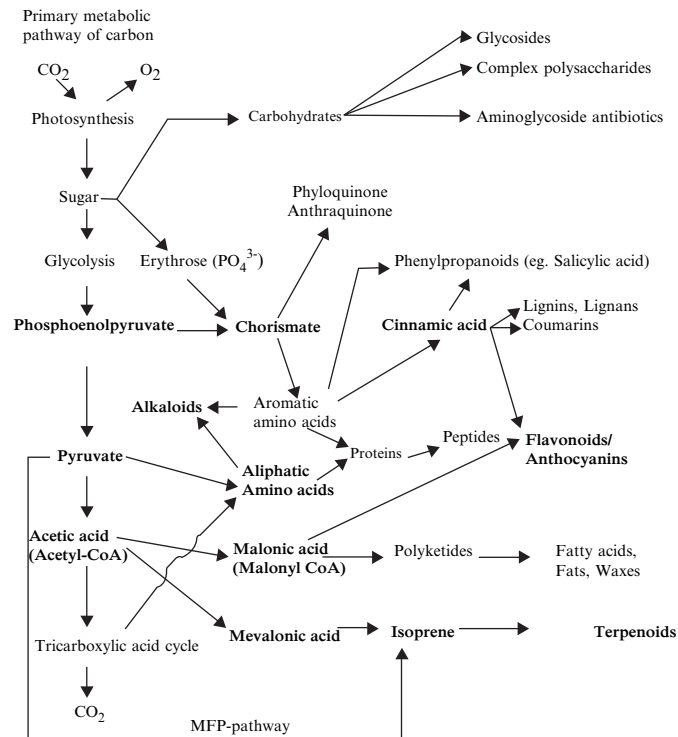 Primary metabolic
pathway of carbon
CO₂
O₂
Photosynthesis
Glycosides
Complex polysaccharides
Carbohydrates
Aminoglycoside antibiotics
Sugar
Phyloquinone
Anthraquinone
Glycolysis
Erythrose (PO₄³⁻)
Phenylpropanoids (eg. Salicylic acid)
Phosphoenolpyruvate
Chorismate
Cinnamic acid
Lignins, Lignans
Coumarins
Alkaloids
Aromatic
amino acids
Proteins
Peptides
Flavonoids/
Anthocyanins
Pyruvate
Aliphatic
Amino acids
Acetic acid
(Acetyl-CoA)
Malonic acid
(Malonyl CoA)
Polyketides
Fatty acids,
Fats, Waxes
Tricarboxylic acid cycle
Mevalonic acid
Isoprene
Terpenoids
CO₂
MFP-pathway